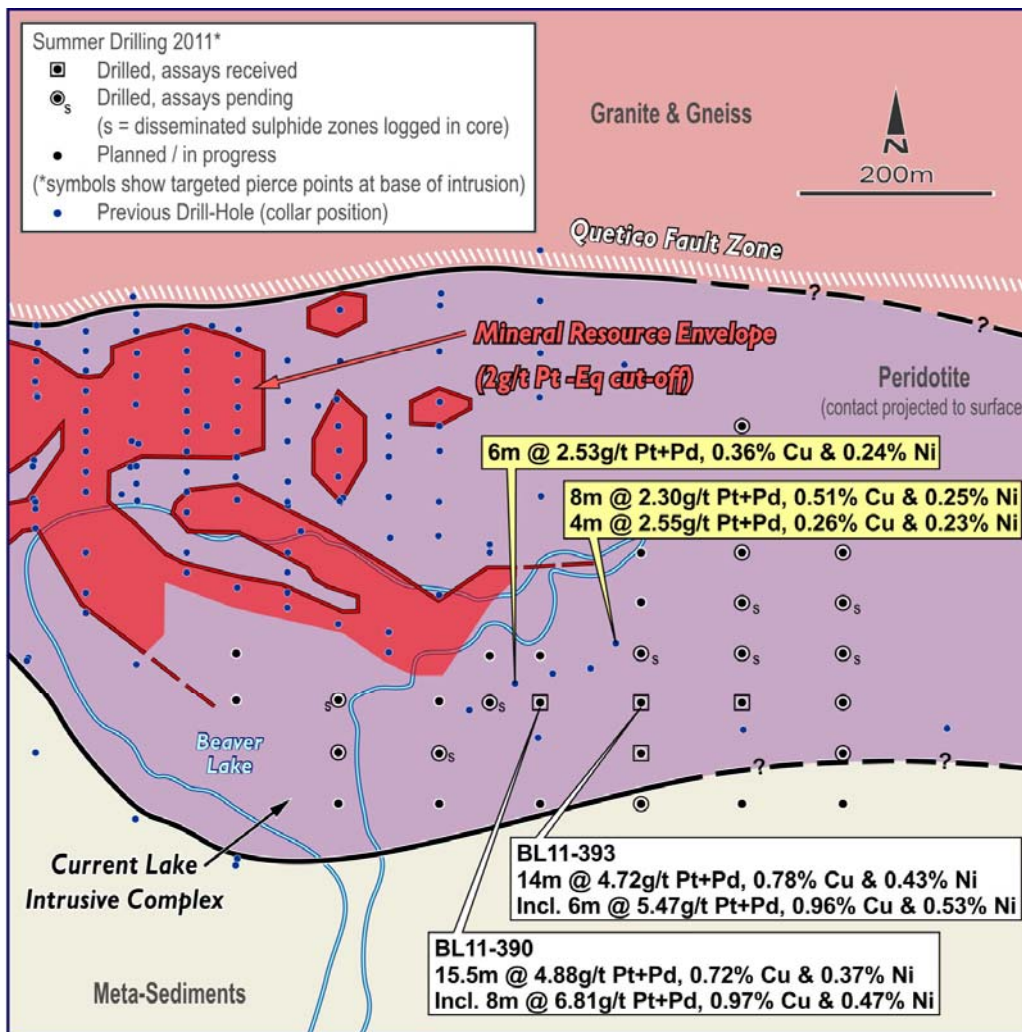 Summer Drilling 2011*
Drilled, assays received
s
Drilled, assays pending
(s = disseminated sulphide zones logged in core)
Planned / in progress
(*symbols show targeted pierce points at base of intrusion)
Previous Drill-Hole (collar position)
Granite & Gneiss
N
200m
Quetico Fault Zone
?
?
Mineral Resource Envelope
(2g/t Pt -Eq cut-off)
Peridotite
(contact projected to surface
6m @ 2.53g/t Pt+Pd, 0.36% Cu & 0.24% Ni
8m @ 2.30g/t Pt+Pd, 0.51% Cu & 0.25% Ni
4m @ 2.55g/t Pt+Pd, 0.26% Cu & 0.23% Ni
s
s
s
s
s
s
s
s
Beaver
Lake
?
?
Current Lake
Intrusive Complex
BL11-393
14m @ 4.72g/t Pt+Pd, 0.78% Cu & 0.43% Ni
Incl. 6m @ 5.47g/t Pt+Pd, 0.96% Cu & 0.53% Ni
BL11-390
15.5m @ 4.88g/t Pt+Pd, 0.72% Cu & 0.37% Ni
Incl. 8m @ 6.81g/t Pt+Pd, 0.97% Cu & 0.47% Ni
Meta-Sediments